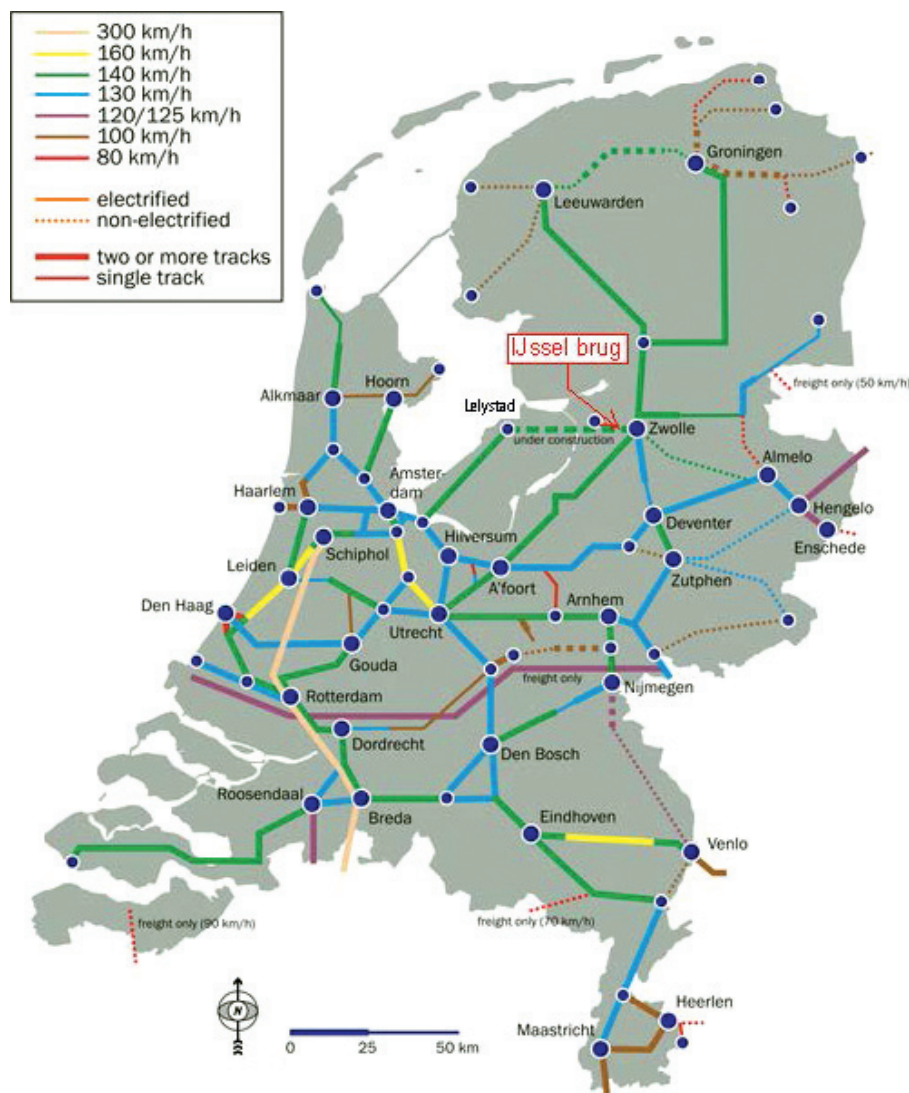 300 km/h
160 km/h
140 km/h
130 km/h
120/125 km/h
100 km/h
80 km/h
electrified
non-electrified
two or more tracks
single track
Groningen
Leeuwarden
IJssel brug
freight only (50 km/h)
Alkmaar
Hoorn
Lelystad
under construction
Zwolle
Almelo
Haarlem
Amster-
dam
Hengelo
Enschede
Schiphol
Hilversum
Deventer
Leiden
A'foort
Zutphen
Den Haag
Utrecht
Arnhem
Gouda
freight only
Rotterdam
Nijmegen
Dordrecht
Den Bosch
Roosendaal
Breda
Eindhoven
Venlo
freight only (90 km/h)
freight only (70 km/h)
N
Heerlen
Maastricht
0 25 50 km